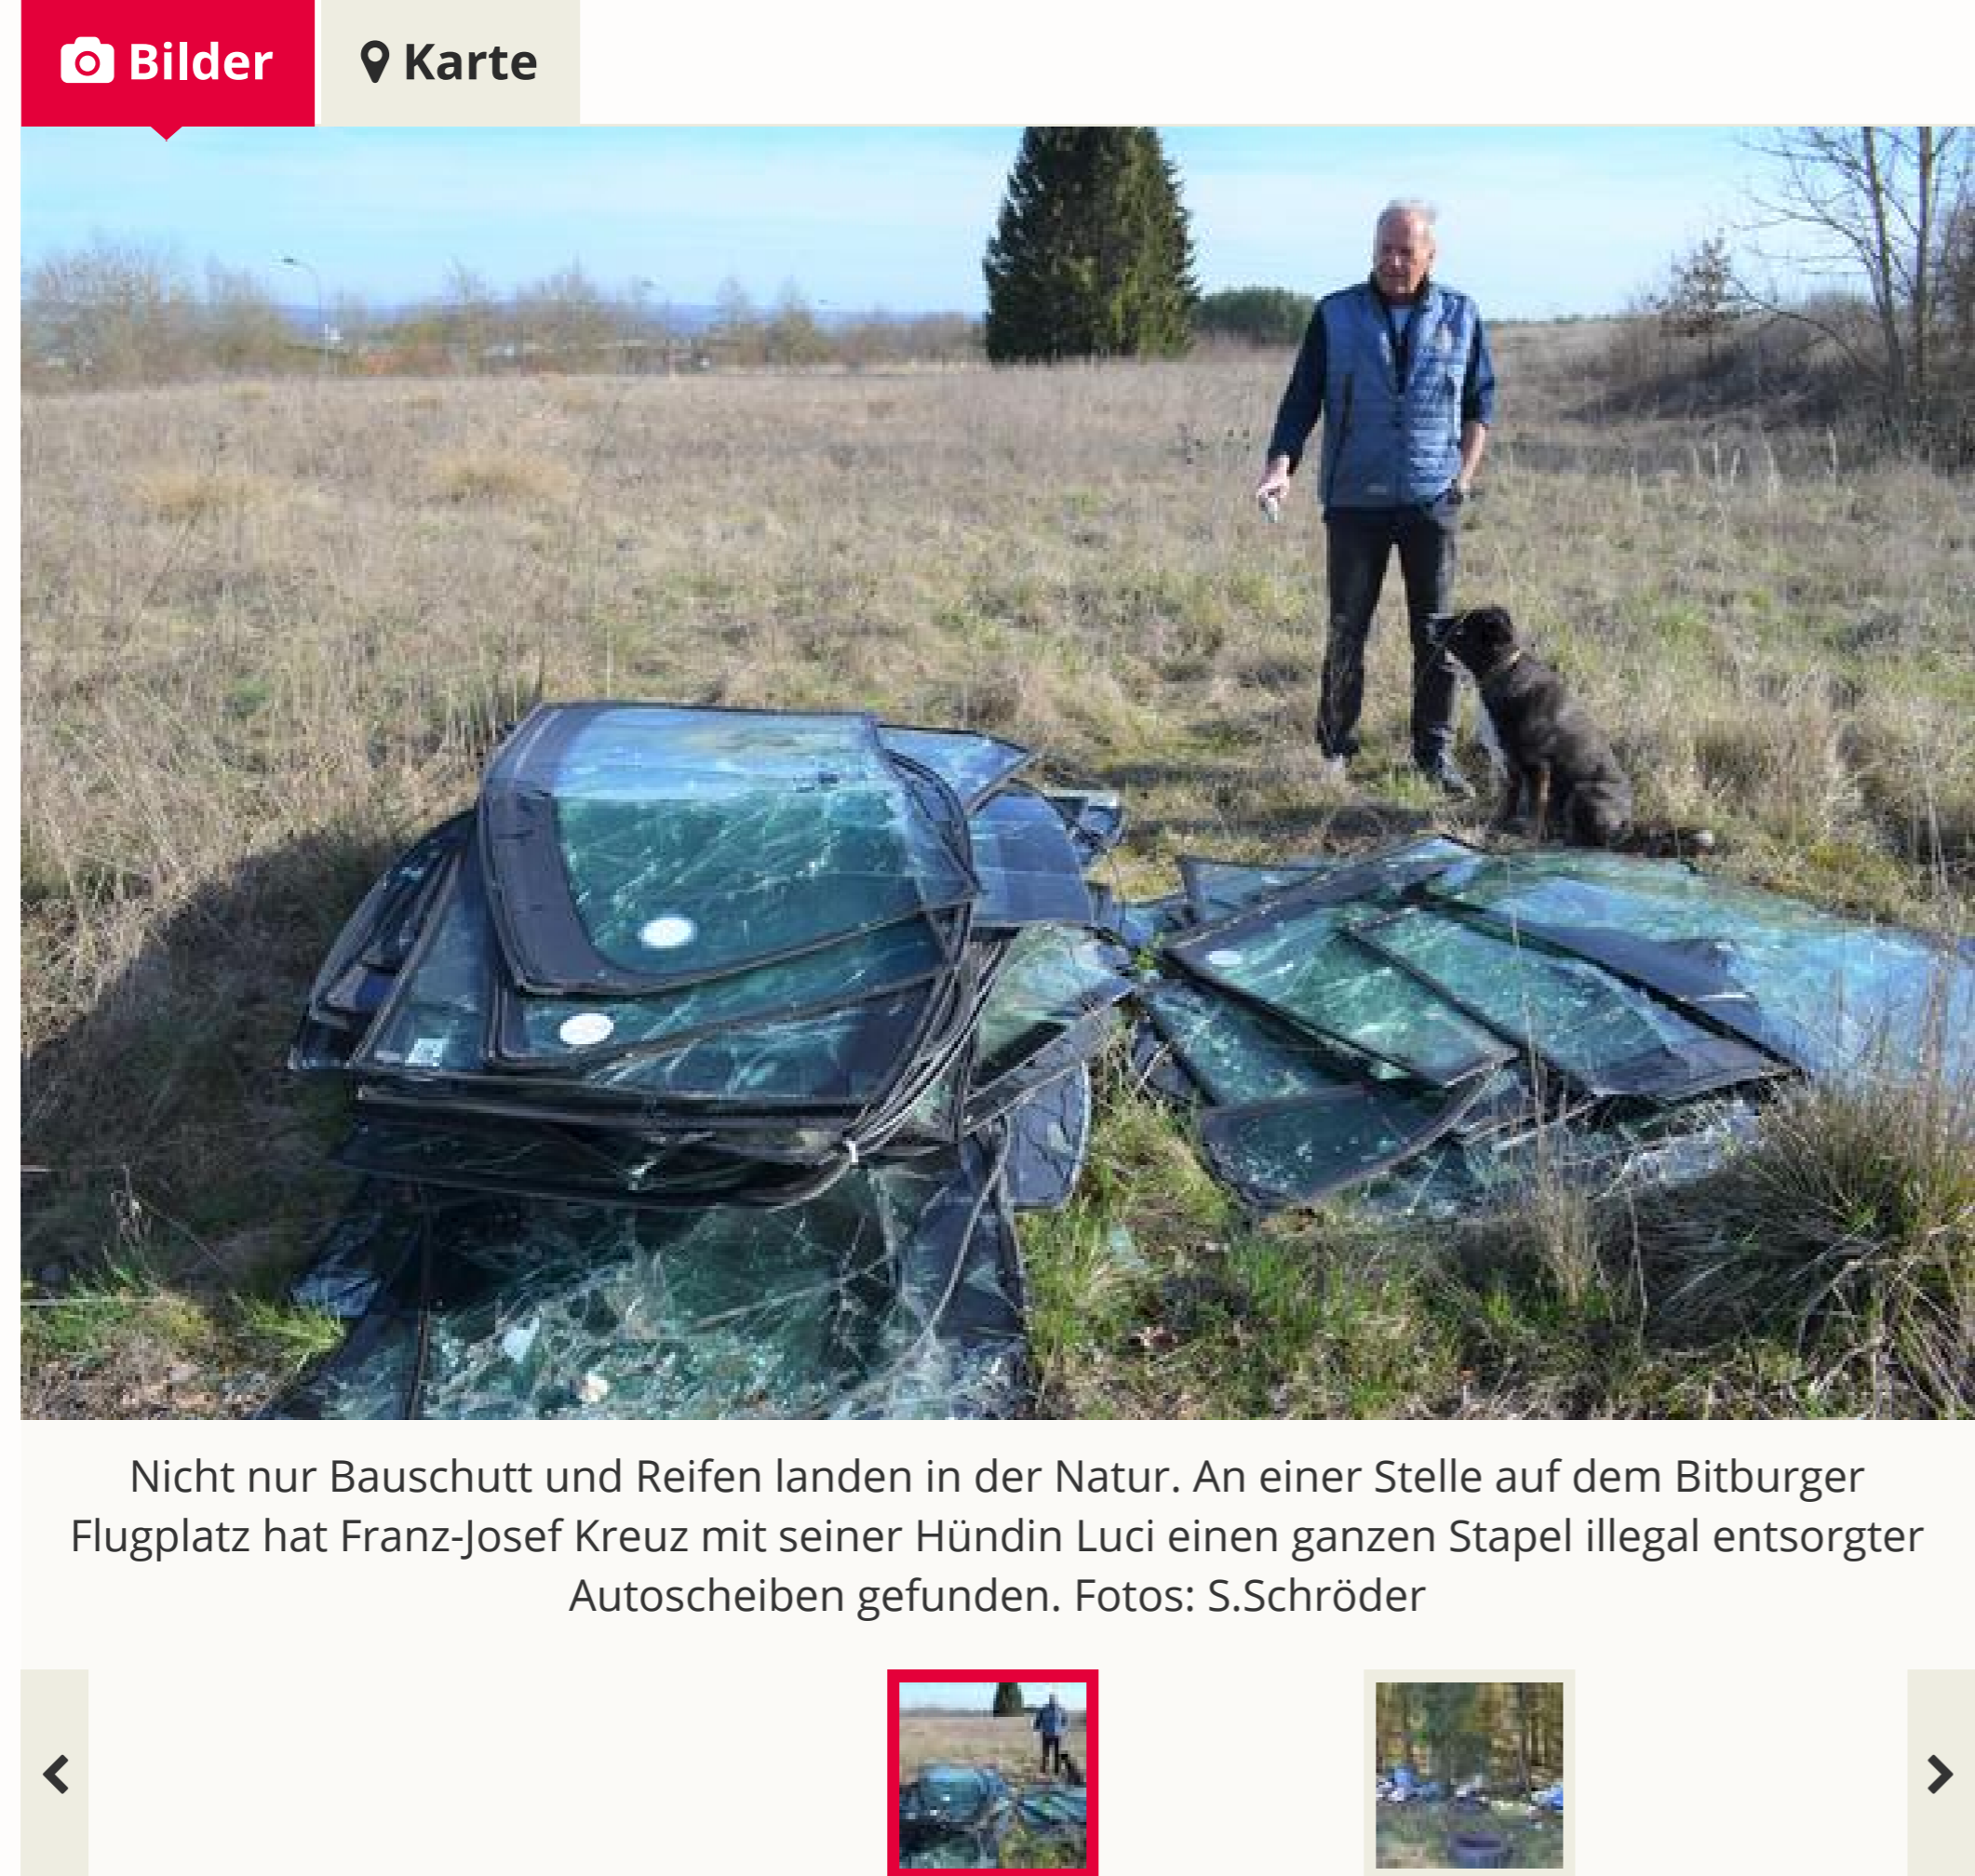 Bilder
Karte
Nicht nur Bauschutt und Reifen landen in der Natur. An einer Stelle auf dem Bitburger
Flugplatz hat Franz-Josef Kreuz mit seiner Hündin Luci einen ganzen Stapel illegal entsorgter
Autoscheiben gefunden. Fotos: S.Schröder